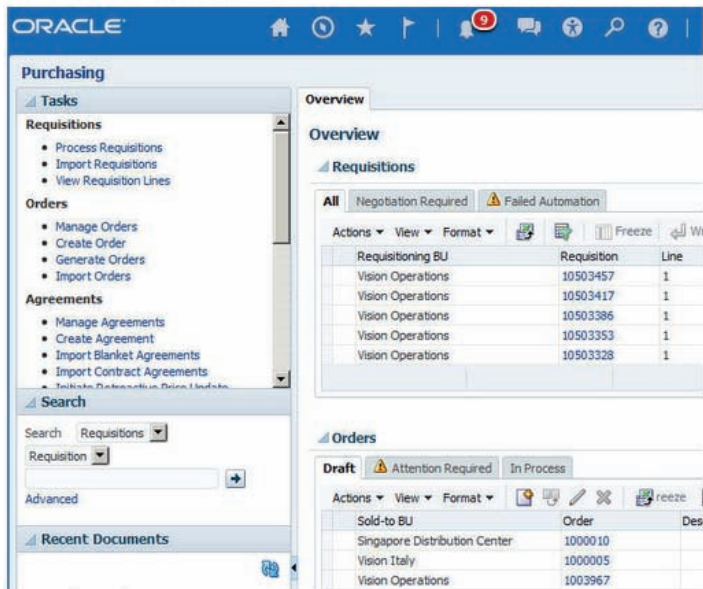 ORACLE
9
Purchasing
Tasks
Requisitions
Process Requisitions
Import Requisitions
View Requisition Lines
Orders
Manage Orders
Create Order
Generate Orders
Import Orders
Agreements
Manage Agreements
Create Agreement
Import Blanket Agreements
Import Contract Agreements
Initiate Retroactive Price Update
Search
Search Requisitions
Requisition
Advanced
Recent Documents
Overview
Overview
Requisitions
All Negotiation Required Failed Automation
Actions View Format Freeze
Requisitioning BU Requisition Line
Vision Operations 10503457 1
Vision Operations 10503417 1
Vision Operations 10503386 1
Vision Operations 10503353 1
Vision Operations 10503328 1
Orders
Draft Attention Required In Process
Actions View Format reeze
Sold-to BU Order Des
Singapore Distribution Center 1000010
Vision Italy 1000005
Vision Operations 1003967